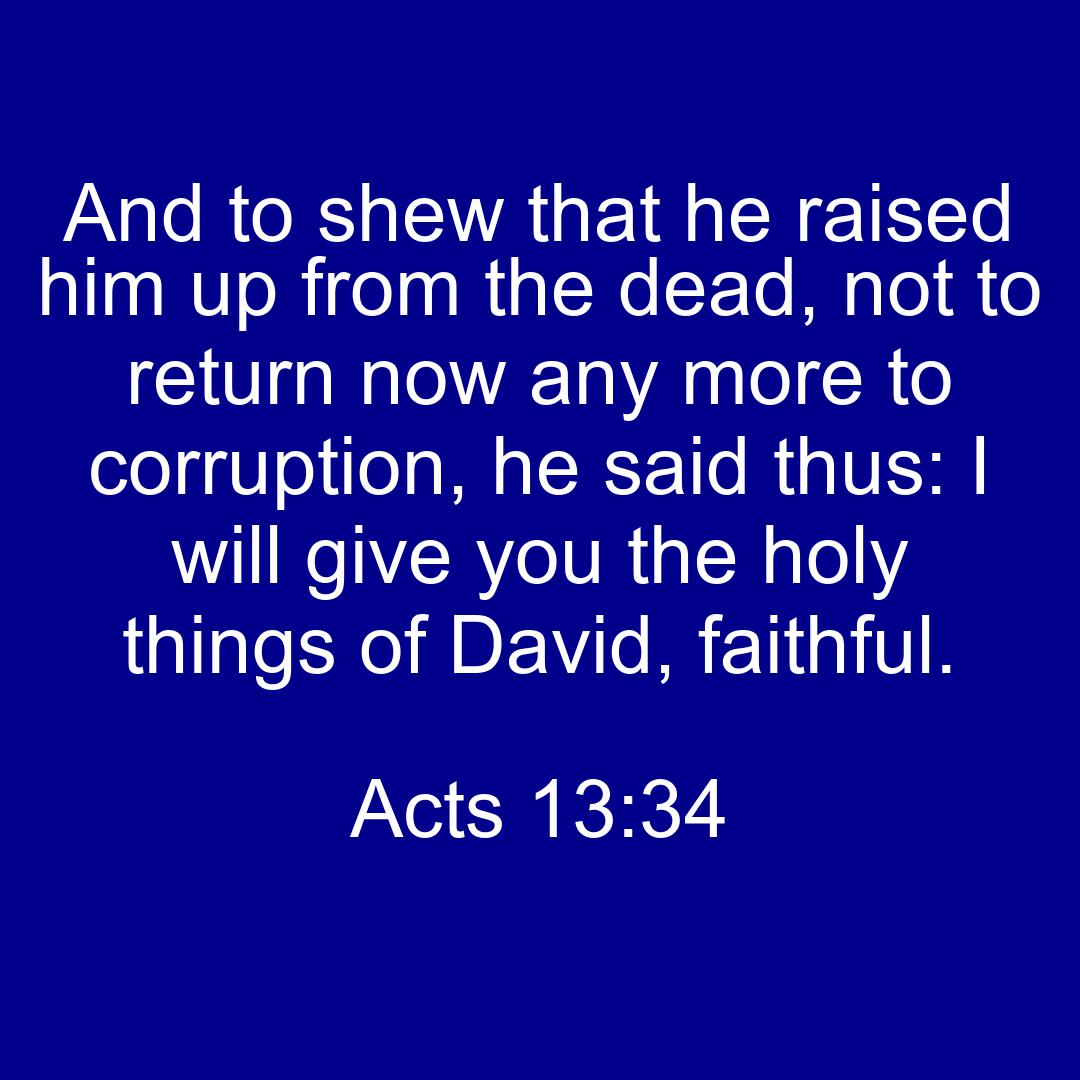 And to shew that he raised
him up from the dead, not to
return now any more to
corruption, he said thus: I
will give you the holy
things of David, faithful.
Acts 13:34